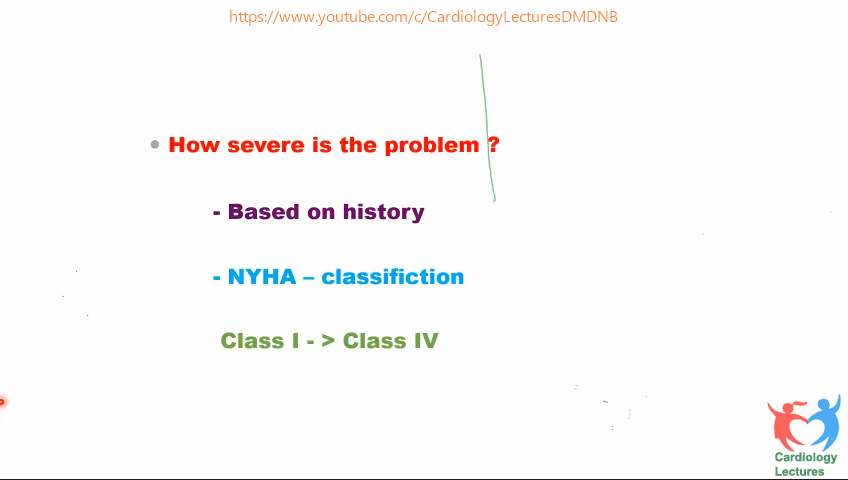 https://www.youtube.com/c/CardiologyLecturesDMDNB
• How severe is the problem ?
- Based on history
- NYHA – classifiction
Class I - > Class IV
Cardiology
Lectures